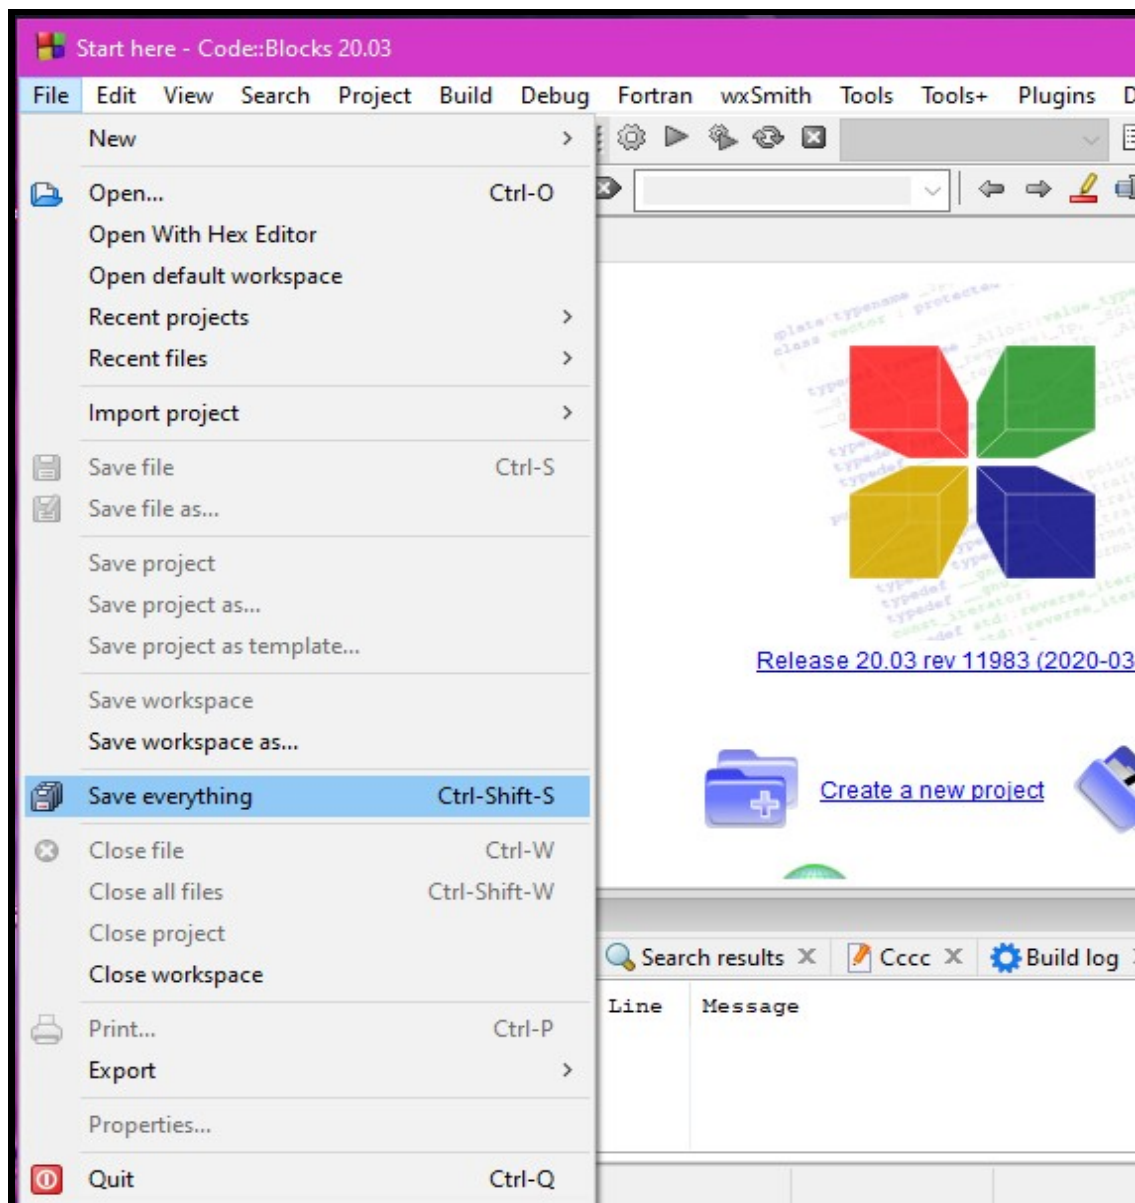 Start here - Code::Blocks 20.03
File Edit View Search Project Build Debug Fortran wxSmith Tools Tools+ Plugins D
New
Open... Ctrl-O
Open With Hex Editor
Open default workspace
Recent projects
Recent files
Import project
Save file Ctrl-S
Save file as...
Save project
Save project as...
Save project as template...
Save workspace
Save workspace as...
Save everything Ctrl-Shift-S
Close file Ctrl-W
Close all files Ctrl-Shift-W
Close project
Close workspace
Print... Ctrl-P
Export
Properties...
Quit Ctrl-Q
Release 20.03 rev 11983 (2020-03
Create a new project
Search results Cccc Build log
Line Message